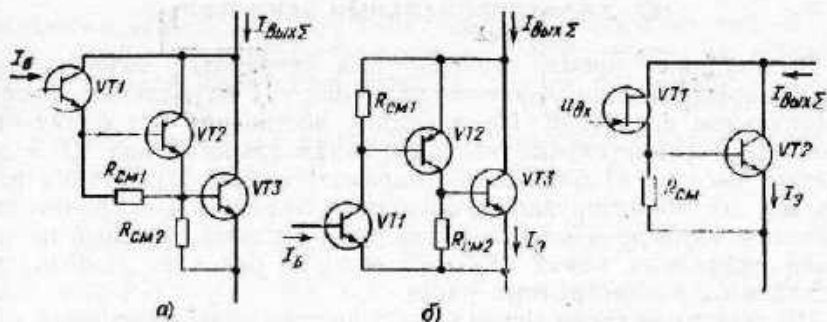 I_б
VT1
VT2
VT3
R_см1
R_см2
I_вых Σ
а)
I_вых Σ
R_см1
VT2
VT3
VT1
R_см2
I_б
I_э
б)
u_вх
VT1
I_вых Σ
VT2
R_см
I_э